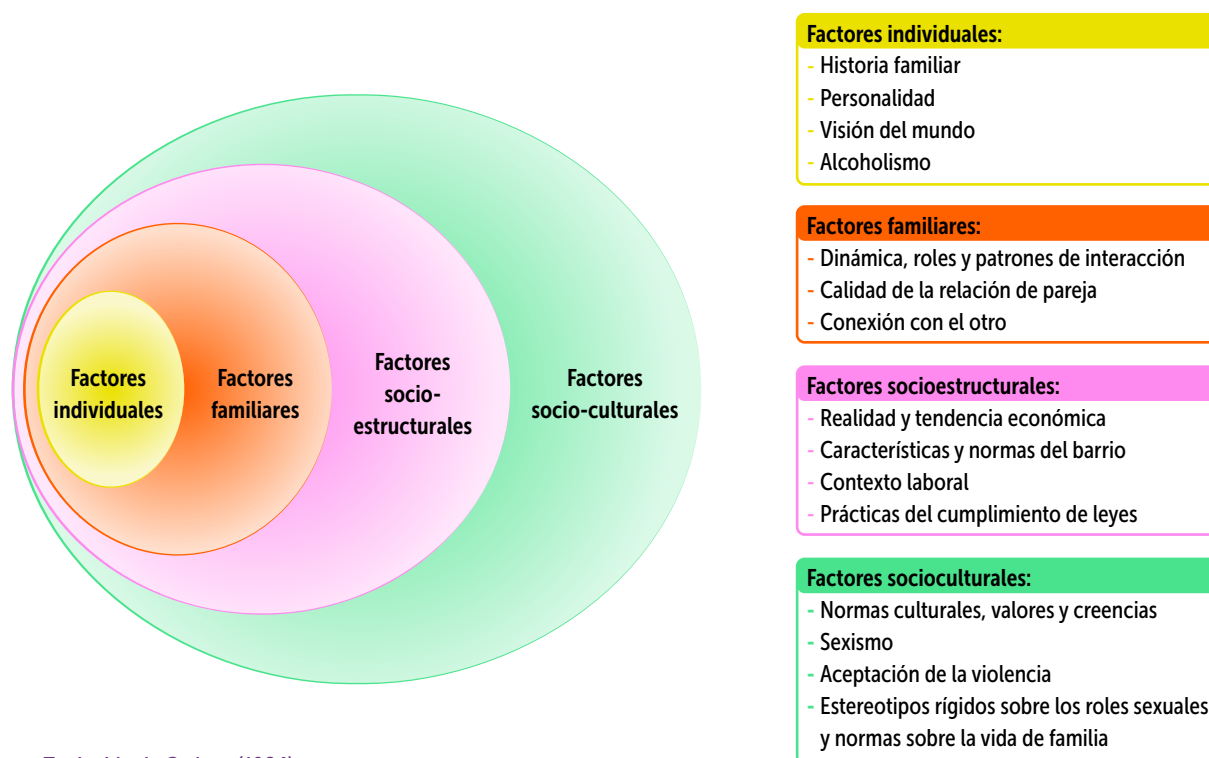 Factores
individuales
Factores
familiares
Factores
socio-
estructurales
Factores
socio-culturales
Factores individuales:
- Historia familiar
- Personalidad
- Visión del mundo
- Alcoholismo
Factores familiares:
- Dinámica, roles y patrones de interacción
- Calidad de la relación de pareja
- Conexión con el otro
Factores socioestructurales:
- Realidad y tendencia económica
- Características y normas del barrio
- Contexto laboral
- Prácticas del cumplimiento de leyes
Factores socioculturales:
- Normas culturales, valores y creencias
- Sexismo
- Aceptación de la violencia
- Estereotipos rígidos sobre los roles sexuales
y normas sobre la vida de familia